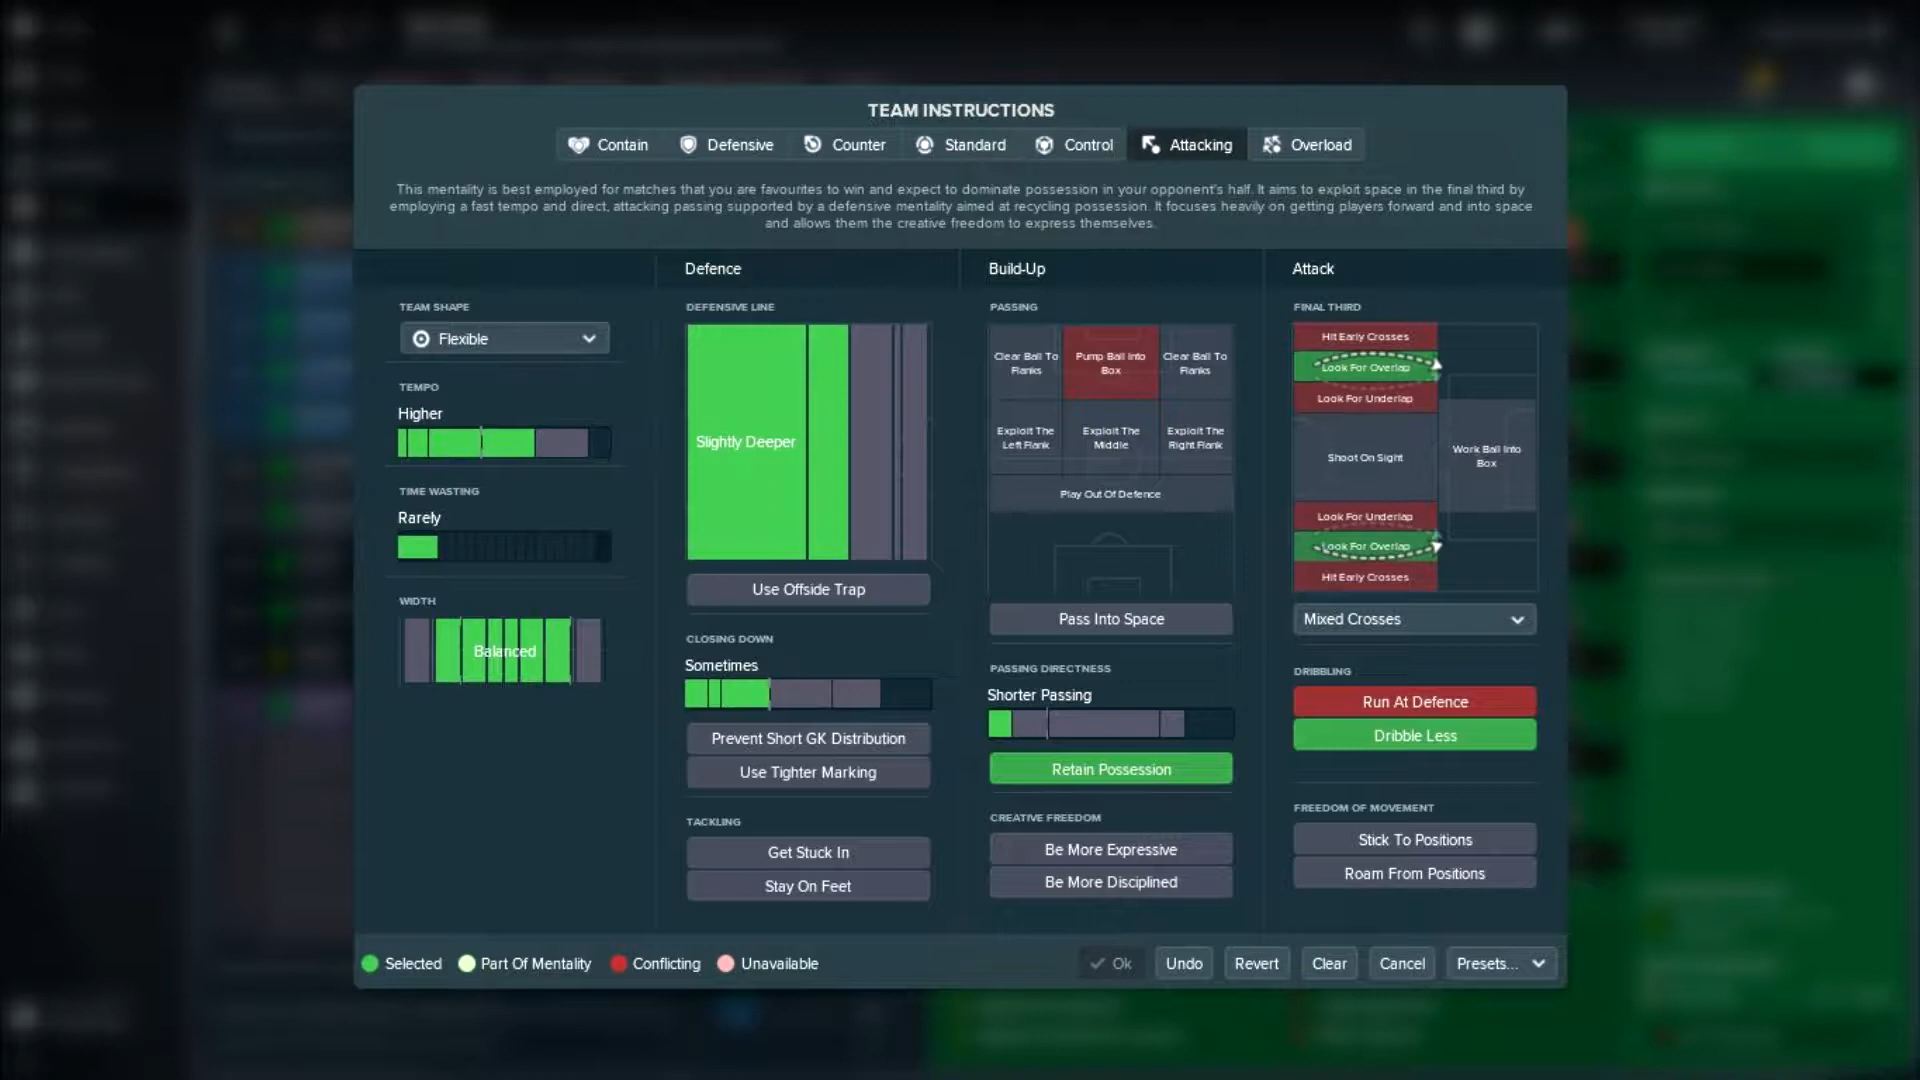 TEAM INSTRUCTIONS
Contain
Defensive
Counter
Standard
Control
Attacking
Overload
This mentality is best employed for matches that you are favourites to win and expect to dominate possession in your opponent's half. It aims to exploit space in the final third by
employing a fast tempo and direct, attacking passing supported by a defensive mentality aimed at recycling possession. It focuses heavily on getting players forward and into space
and allows them the creative freedom to express themselves.
TEAM SHAPE
Flexible
TEMPO
Higher
TIME WASTING
Rarely
WIDTH
Balanced
Defence
DEFENSIVE LINE
Slightly Deeper
Use Offside Trap
CLOSING DOWN
Sometimes
Prevent Short GK Distribution
Use Tighter Marking
TACKLING
Get Stuck In
Stay On Feet
Build-Up
PASSING
Clear Ball To
Flanks
Pump Ball Into
Box
Clear Ball To
Flanks
Exploit The
Left Flank
Exploit The
Middle
Exploit The
Right Flank
Play Out Of Defence
Pass Into Space
PASSING DIRECTNESS
Shorter Passing
Retain Possession
CREATIVE FREEDOM
Be More Expressive
Be More Disciplined
Attack
FINAL THIRD
Hit Early Crosses
Look For Overlap
Look For Underlap
Shoot On Sight
Work Ball Into
Box
Look For Underlap
Look For Overlap
Hit Early Crosses
Mixed Crosses
DRIBBLING
Run At Defence
Dribble Less
FREEDOM OF MOVEMENT
Stick To Positions
Roam From Positions
Selected
Part Of Mentality
Conflicting
Unavailable
Ok
Undo
Revert
Clear
Cancel
Presets...